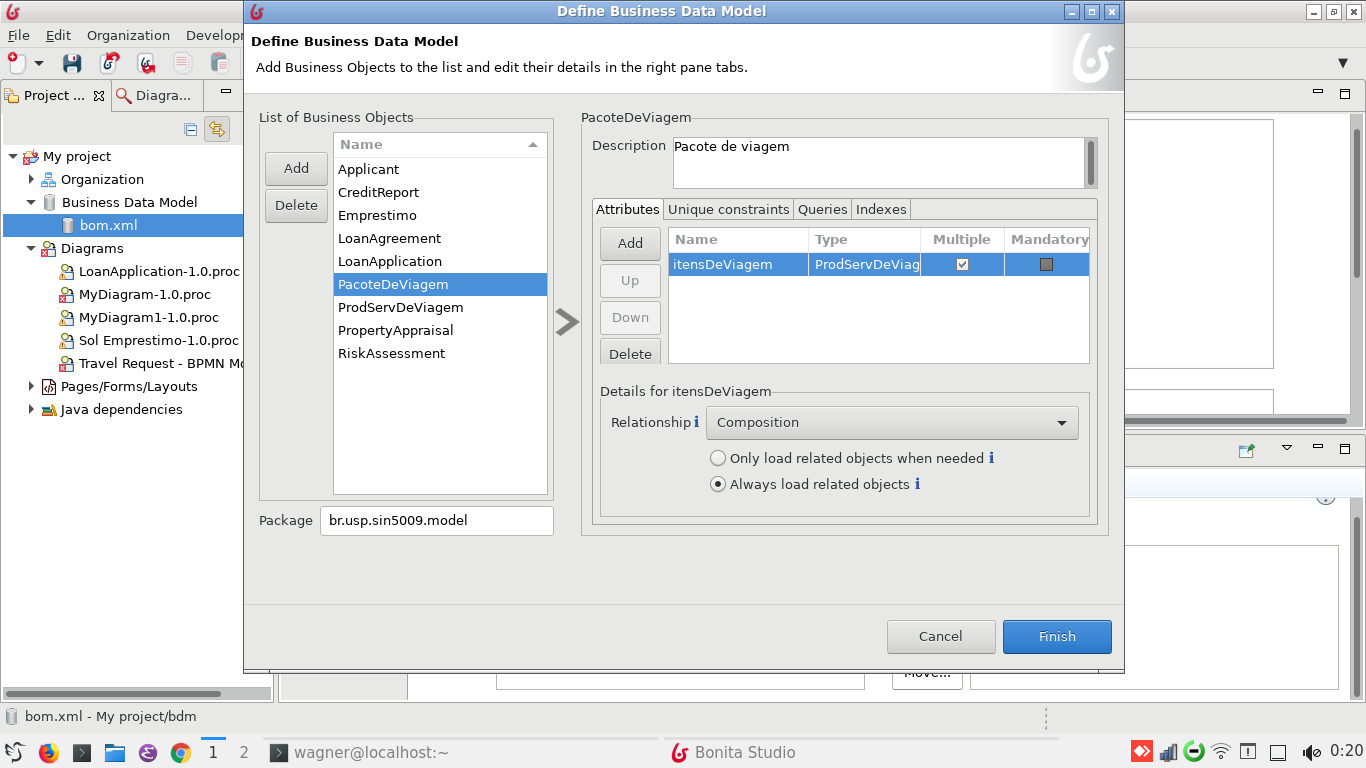 Define Business Data Model
File Edit Organization Develop
Define Business Data Model
Add Business Objects to the list and edit their details in the right pane tabs.
Project ...
Diagra...
My project
Organization
Business Data Model
bom.xml
Diagrams
LoanApplication-1.0.proc
MyDiagram-1.0.proc
MyDiagram1-1.0.proc
Sol Emprestimo-1.0.proc
Travel Request - BPMN Mo
Pages/Forms/Layouts
Java dependencies
List of Business Objects
Add
Delete
Name
Applicant
CreditReport
Emprestimo
LoanAgreement
LoanApplication
PacoteDeViagem
ProdServDeViagem
PropertyAppraisal
RiskAssessment
Package
br.usp.sin5009.model
PacoteDeViagem
Description
Pacote de viagem
Attributes Unique constraints Queries Indexes
Add
Up
Down
Delete
Name Type Multiple Mandatory
itensDeViagem ProdServDeViag
Details for itensDeViagem
Relationship
Composition
Only load related objects when needed
Always load related objects
Cancel
Finish
Move...
bom.xml - My project/bdm
1
2
wagner@localhost:~
Bonita Studio
0:20